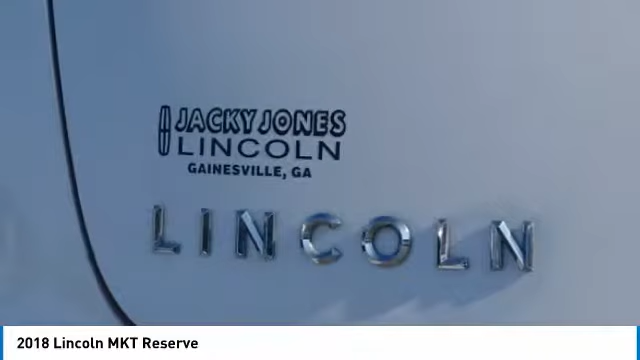 JACKY JONES
LINCOLN
GAINESVILLE, GA
LINCOLN
2018 Lincoln MKT Reserve